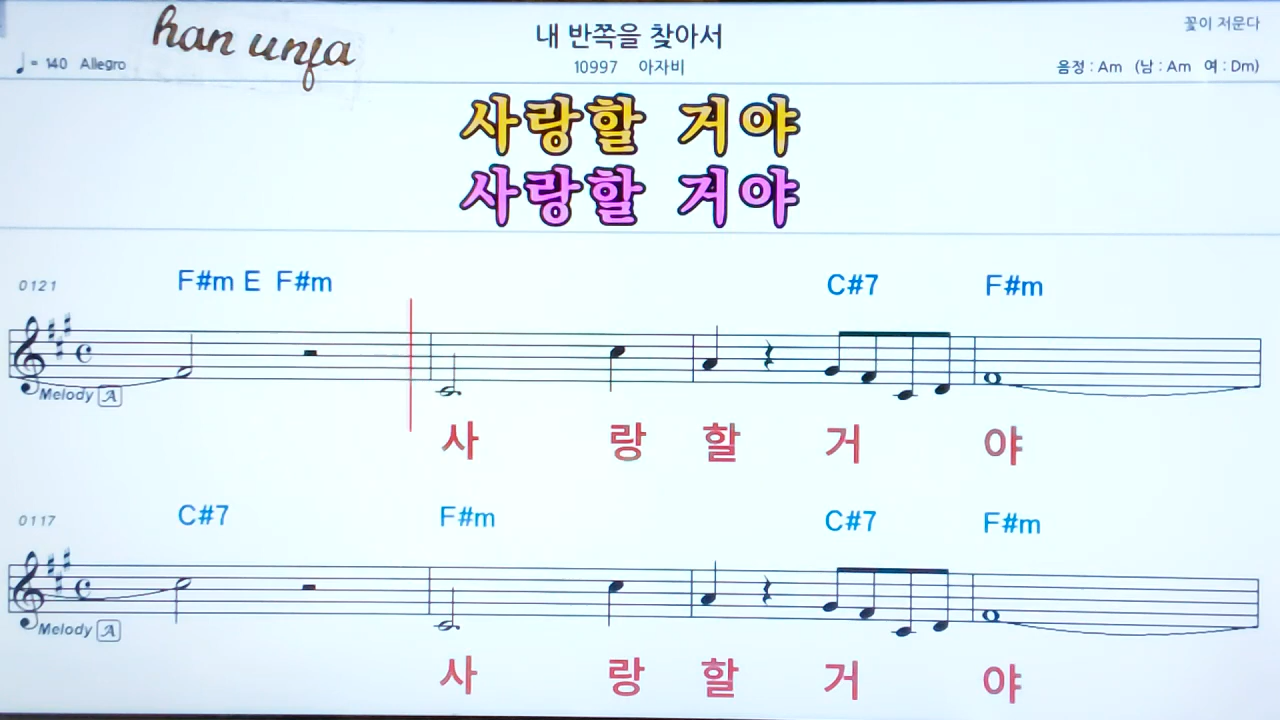 han unfa
내 반쪽을 찾아서
꽃이 저문다
♩= 140 Allegro
10997 아자비
음정 : Am (남 : Am 여 : Dm)
사랑할 거야
사랑할 거야
0121 F#m E F#m C#7 F#m
Melody A
사 랑 할 거 야
0117 C#7 F#m C#7 F#m
Melody A
사 랑 할 거 야